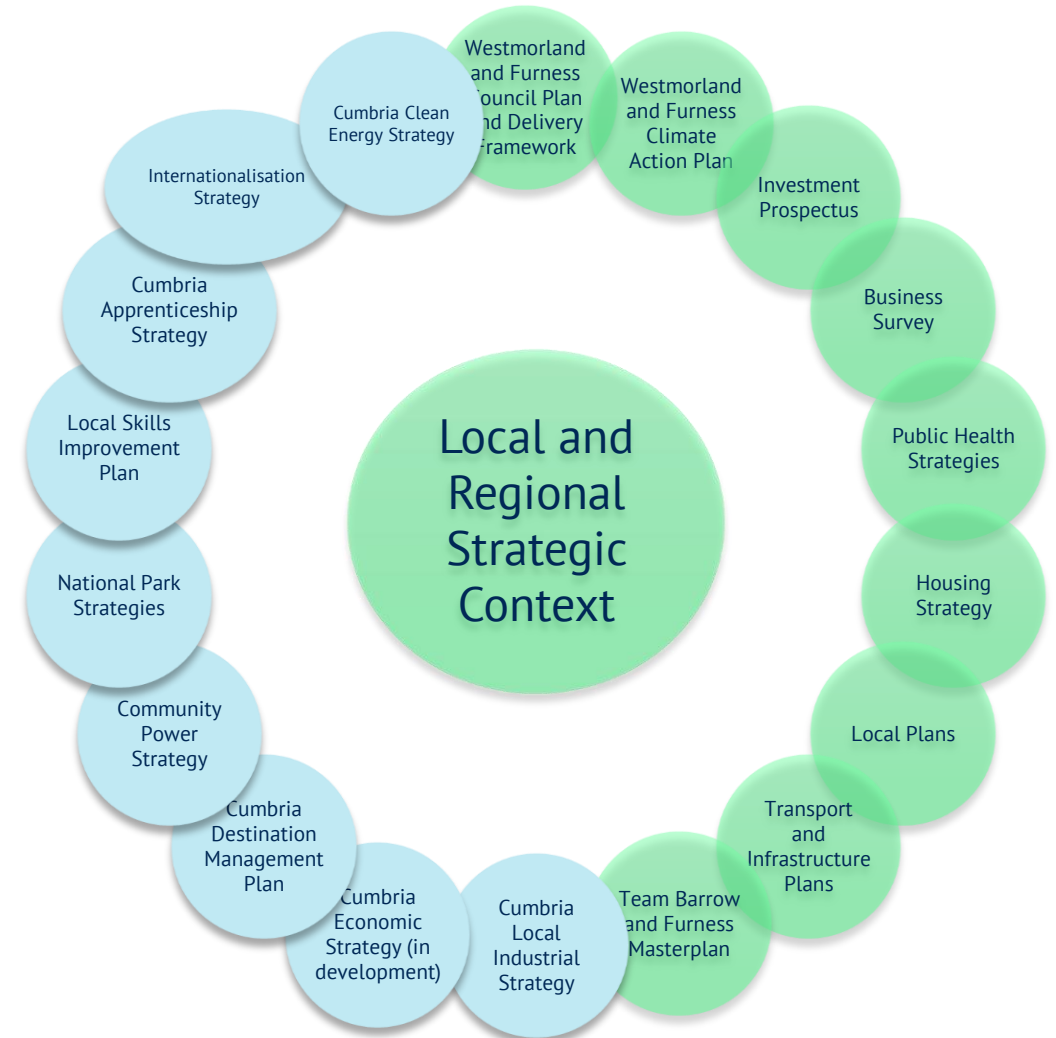 Local and
Regional
Strategic
Context
Westmorland
and Furness
Council Plan
and Delivery
Framework
Westmorland
and Furness
Climate
Action Plan
Investment
Prospectus
Business
Survey
Public Health
Strategies
Housing
Strategy
Local Plans
Transport
and
Infrastructure
Plans
Team Barrow
and Furness
Masterplan
Cumbria
Local
Industrial
Strategy
Cumbria
Economic
Strategy (in
development)
Cumbria
Destination
Management
Plan
Community
Power
Strategy
National Park
Strategies
Local Skills
Improvement
Plan
Cumbria
Apprenticeship
Strategy
Internationalisation
Strategy
Cumbria Clean
Energy Strategy